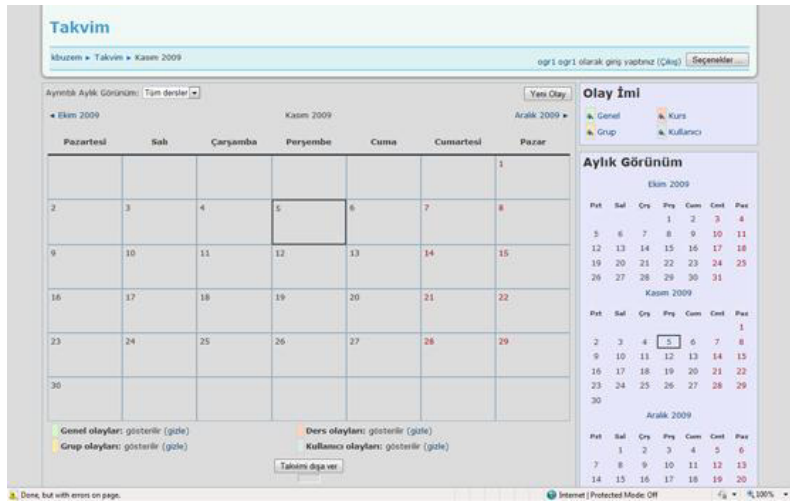 Takvim
kbuzem ► Takvim ► Kasım 2009
ogr1 ogr1 olarak giriş yaptınız (Çıkış) Seçenekler ...
Ayrıntılı Aylık Görünüm: Tüm dersler
Yeni Olay
◄ Ekim 2009 Kasım 2009 Aralık 2009 ►
Pazartesi Salı Çarşamba Perşembe Cuma Cumartesi Pazar
1
2 3 4 5 6 7 8
9 10 11 12 13 14 15
16 17 18 19 20 21 22
23 24 25 26 27 28 29
30
Genel olaylar: gösterilir (gizle) Ders olayları: gösterilir (gizle)
Grup olayları: gösterilir (gizle) Kullanıcı olayları: gösterilir (gizle)
Takvimi dışa ver
Olay İmi
Genel Kurs
Grup Kullanıcı
Aylık Görünüm
Ekim 2009
Pzt Sal Çrş Prş Cum Cmt Paz
1 2 3 4
5 6 7 8 9 10 11
12 13 14 15 16 17 18
19 20 21 22 23 24 25
26 27 28 29 30 31
Kasım 2009
Pzt Sal Çrş Prş Cum Cmt Paz
1
2 3 4 5 6 7 8
9 10 11 12 13 14 15
16 17 18 19 20 21 22
23 24 25 26 27 28 29
30
Aralık 2009
Pzt Sal Çrş Prş Cum Cmt Paz
1 2 3 4 5 6
7 8 9 10 11 12 13
14 15 16 17 18 19 20
Done, but with errors on page. Internet | Protected Mode: Off 100%